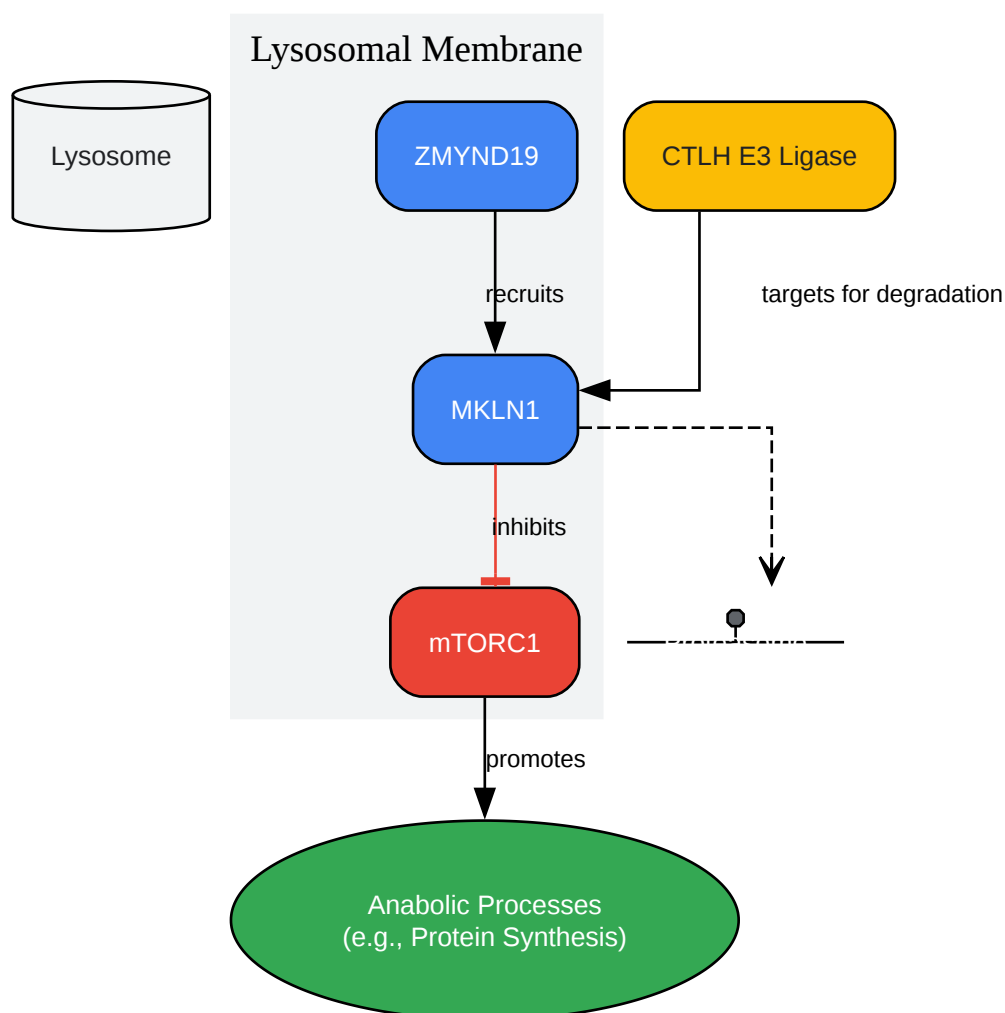 Lysosomal Membrane
Lysosome
ZMYND19
CTLH E3 Ligase
recruits
targets for degradation
MKLN1
inhibits
mTORC1
promotes
Anabolic Processes
(e.g., Protein Synthesis)